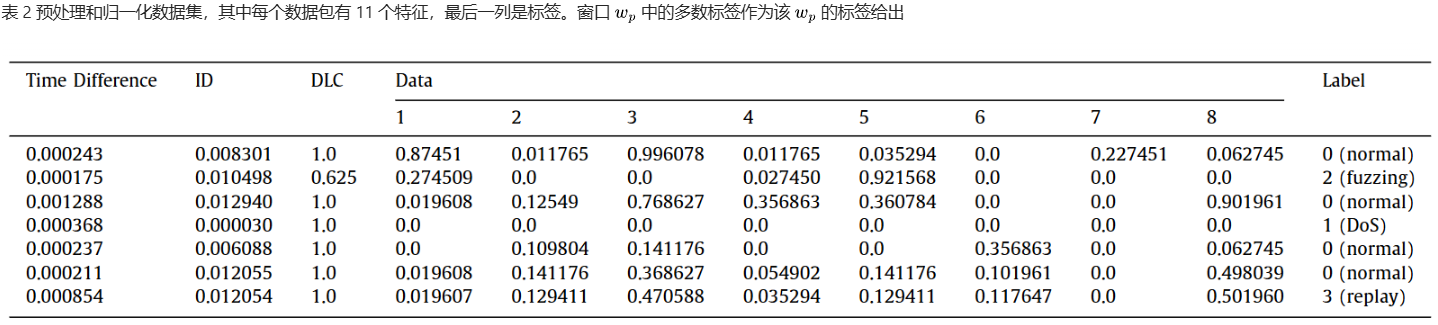 表 2 预处理和归一化数据集，其中每个数据包有 11 个特征，最后一列是标签。窗口 wₚ 中的多数标签作为该 wₚ 的标签给出
Time Difference ID DLC Data Label
1 2 3 4 5 6 7 8
0.000243 0.008301 1.0 0.87451 0.011765 0.996078 0.011765 0.035294 0.0 0.227451 0.062745 0 (normal)
0.000175 0.010498 0.625 0.274509 0.0 0.0 0.027450 0.921568 0.0 0.0 0.0 2 (fuzzing)
0.001288 0.012940 1.0 0.019608 0.12549 0.768627 0.356863 0.360784 0.0 0.0 0.901961 0 (normal)
0.000368 0.000030 1.0 0.0 0.0 0.0 0.0 0.0 0.0 0.0 0.0 1 (DoS)
0.000237 0.006088 1.0 0.0 0.109804 0.141176 0.0 0.0 0.356863 0.0 0.062745 0 (normal)
0.000211 0.012055 1.0 0.019608 0.141176 0.368627 0.054902 0.141176 0.101961 0.0 0.498039 0 (normal)
0.000854 0.012054 1.0 0.019607 0.129411 0.470588 0.035294 0.129411 0.117647 0.0 0.501960 3 (replay)